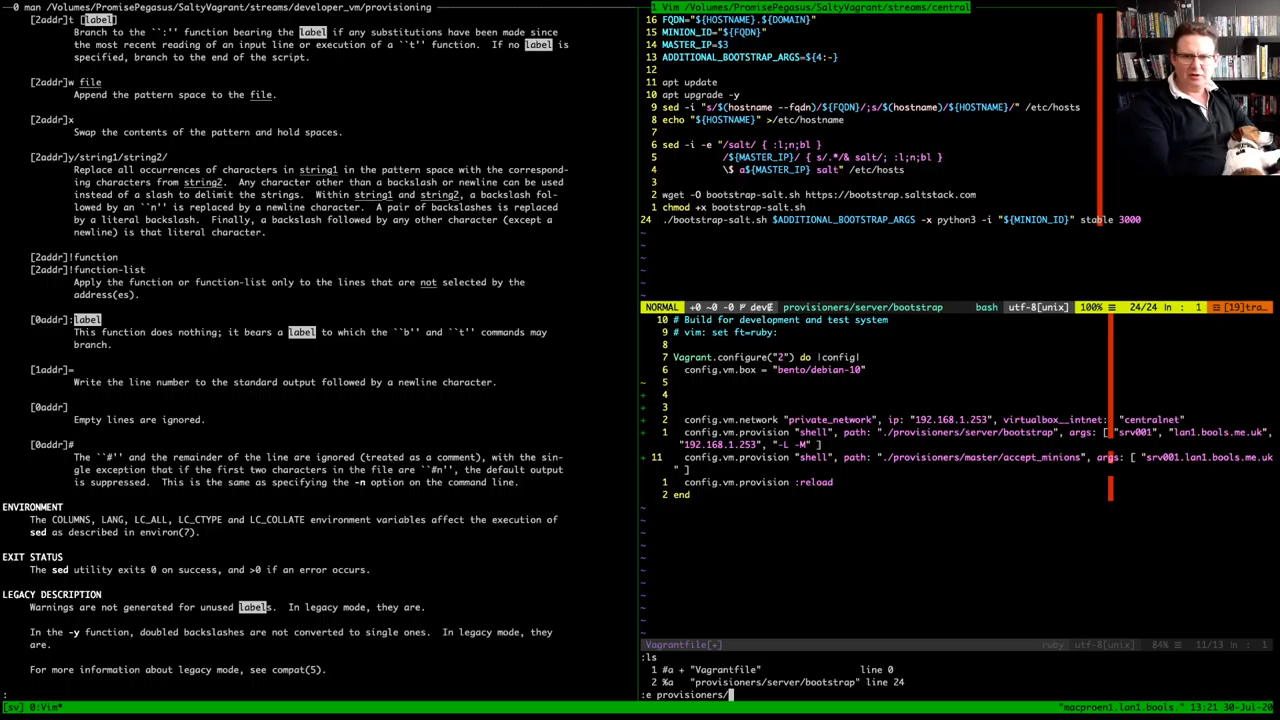 0 man /Volumes/PromisePegasus/SaltyVagrant/streams/developer_vm/provisioning
[2addr]t [label]
Branch to the ``:'' function bearing the label if any substitutions have been made since
the most recent reading of an input line or execution of a ``t'' function.  If no label is
specified, branch to the end of the script.
[2addr]w file
Append the pattern space to the file.
[2addr]x
Swap the contents of the pattern and hold spaces.
[2addr]y/string1/string2/
Replace all occurrences of characters in string1 in the pattern space with the correspond-
ing characters from string2.  Any character other than a backslash or newline can be used
instead of a slash to delimit the strings.  Within string1 and string2, a backslash fol-
lowed by an ``n'' is replaced by a newline character.  A pair of backslashes is replaced
by a literal backslash.  Finally, a backslash followed by any other character (except a
newline) is that literal character.
[2addr]!function
[2addr]!function-list
Apply the function or function-list only to the lines that are not selected by the
address(es).
[0addr]:label
This function does nothing; it bears a label to which the ``b'' and ``t'' commands may
branch.
[1addr]=
Write the line number to the standard output followed by a newline character.
[0addr]
Empty lines are ignored.
[0addr]#
The ``#'' and the remainder of the line are ignored (treated as a comment), with the sin-
gle exception that if the first two characters in the file are ``#n'', the default output
is suppressed.  This is the same as specifying the -n option on the command line.
ENVIRONMENT
The COLUMNS, LANG, LC_ALL, LC_CTYPE and LC_COLLATE environment variables affect the execution of
sed as described in environ(7).
EXIT STATUS
The sed utility exits 0 on success, and >0 if an error occurs.
LEGACY DESCRIPTION
Warnings are not generated for unused labels.  In legacy mode, they are.
In the -y function, doubled backslashes are not converted to single ones.  In legacy mode, they
are.
For more information about legacy mode, see compat(5).
:
1 Vim /Volumes/PromisePegasus/SaltyVagrant/streams/central
16 FQDN="${HOSTNAME}.${DOMAIN}"
15 MINION_ID="${FQDN}"
14 MASTER_IP=$3
13 ADDITIONAL_BOOTSTRAP_ARGS=${4:-}
12
11 apt update
10 apt upgrade -y
9 sed -i "s/$(hostname --fqdn)/${FQDN}/;s/$(hostname)/${HOSTNAME}/" /etc/hosts
8 echo "${HOSTNAME}" >/etc/hostname
7
6 sed -i -e "/salt/ { :l;n;bl }
5 /${MASTER_IP}/ { s/.*/& salt/; :l;n;bl }
4 \$ a${MASTER_IP} salt" /etc/hosts
3
2 wget -O bootstrap-salt.sh https://bootstrap.saltstack.com
1 chmod +x bootstrap-salt.sh
24 ./bootstrap-salt.sh $ADDITIONAL_BOOTSTRAP_ARGS -x python3 -i "${MINION_ID}" stable 3000
~
~
~
~
~
~
NORMAL +0 ~0 -0 provisioners/server/bootstrap bash utf-8[unix] 100% ☰ 24/24 ln : 1
10 # Build for development and test system
9 # vim: set ft=ruby:
8
7 Vagrant.configure("2") do |config|
6 config.vm.box = "bento/debian-10"
~ 5
+ 4
+ 3
+ 2 config.vm.network "private_network", ip: "192.168.1.253", virtualbox__intnet: "centralnet"
+ 1 config.vm.provision "shell", path: "./provisioners/server/bootstrap", args: [ "srv001", "lan1.bools.me.uk",
"192.168.1.253", "-L -M" ]
+ 11 config.vm.provision "shell", path: "./provisioners/master/accept_minions", args: [ "srv001.lan1.bools.me.uk
" ]
1 config.vm.provision :reload
2 end
~
~
~
~
~
~
~
~
~
~
~
Vagrantfile[+] ruby utf-8[unix] 84% ☰ 11/13 ln : 1
:ls
1 #a + "Vagrantfile" line 0
2 %a "provisioners/server/bootstrap" line 24
:e provisioners/
[sv] 0:Vim* "macproen1.lan1.bools." 13:21 30-Jul-20